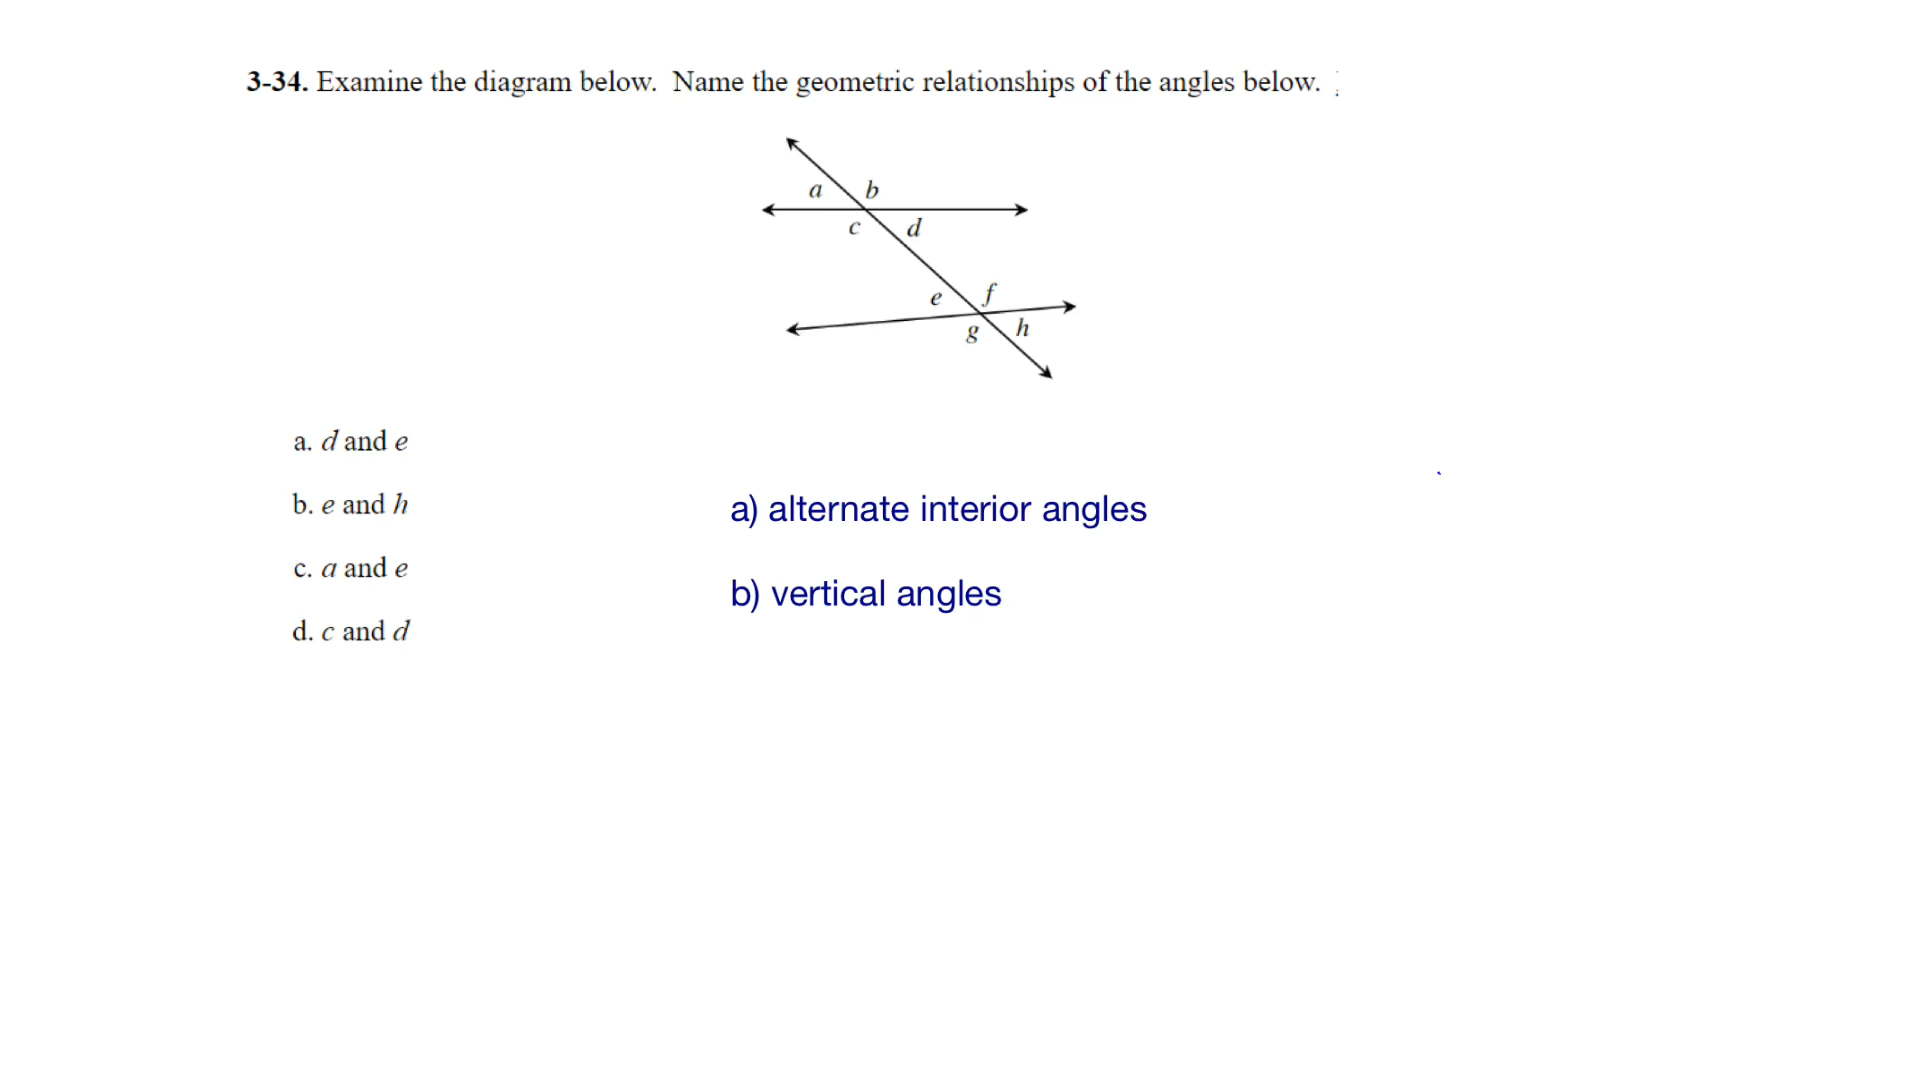 3-34. Examine the diagram below. Name the geometric relationships of the angles below.
a b
c d
e f
g h
a. d and e
b. e and h
c. a and e
d. c and d
a) alternate interior angles
b) vertical angles